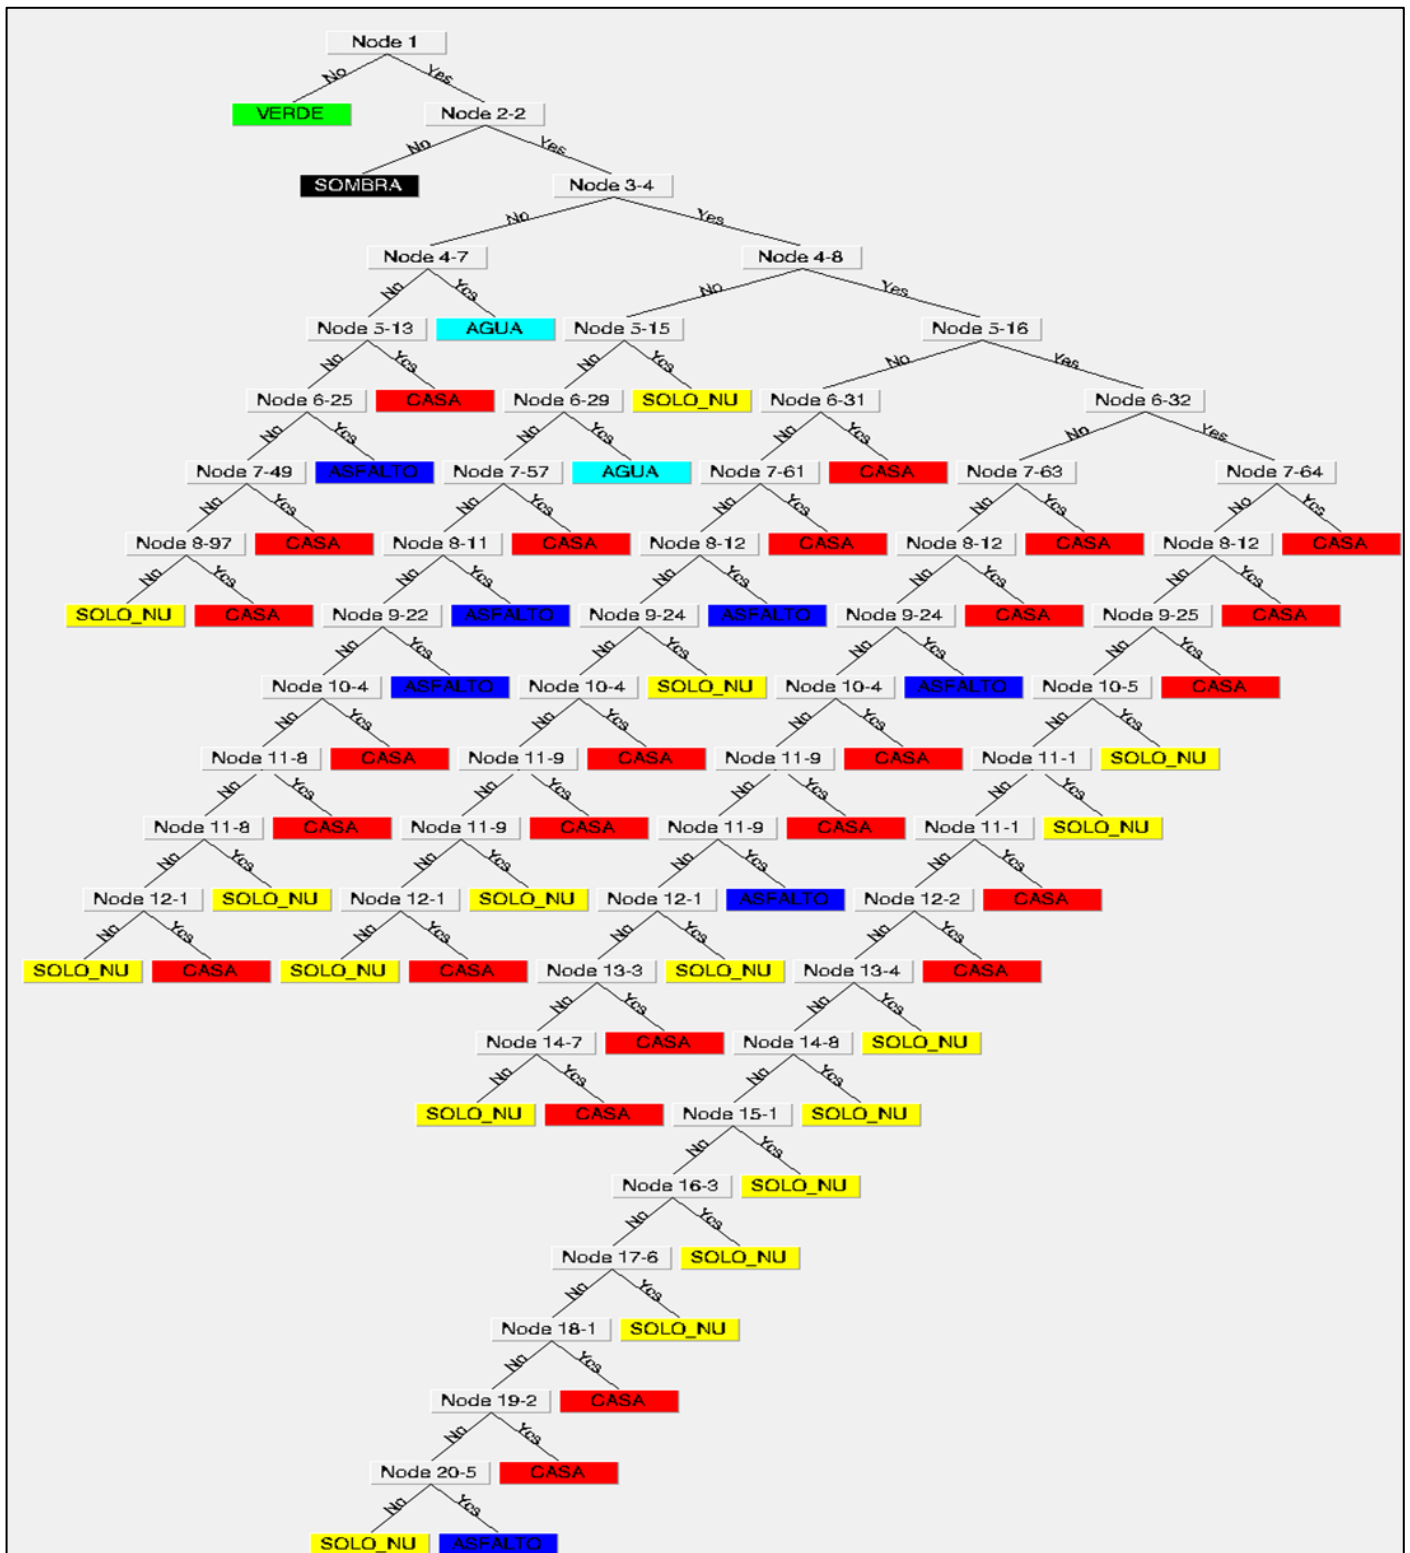 Node 1
No Yes
VERDE Node 2-2
No Yes
SOMBRA Node 3-4
No Yes
Node 4-7 Node 4-8
No Yes No Yes
Node 5-13 AGUA Node 5-15 Node 5-16
No Yes No Yes No Yes
Node 6-25 CASA Node 6-29 SOLO_NU Node 6-31 Node 6-32
No Yes No Yes No Yes No Yes
Node 7-49 ASFALTO Node 7-57 AGUA Node 7-61 CASA Node 7-63 Node 7-64
No Yes No Yes No Yes No Yes No Yes
Node 8-97 CASA Node 8-11 CASA Node 8-12 CASA Node 8-12 CASA Node 8-12 CASA
No Yes No Yes No Yes No Yes No Yes
SOLO_NU CASA Node 9-22 ASFALTO Node 9-24 ASFALTO Node 9-24 CASA Node 9-25 CASA
No Yes No Yes No Yes No Yes
Node 10-4 ASFALTO Node 10-4 SOLO_NU Node 10-4 ASFALTO Node 10-5 CASA
No Yes No Yes No Yes No Yes
Node 11-8 CASA Node 11-9 CASA Node 11-9 CASA Node 11-1 SOLO_NU
No Yes No Yes No Yes No Yes
Node 11-8 CASA Node 11-9 CASA Node 11-9 CASA Node 11-1 SOLO_NU
No Yes No Yes No Yes No Yes
Node 12-1 SOLO_NU Node 12-1 SOLO_NU Node 12-1 ASFALTO Node 12-2 CASA
No Yes No Yes No Yes No Yes
SOLO_NU CASA SOLO_NU CASA Node 13-3 SOLO_NU Node 13-4 CASA
No Yes No Yes
Node 14-7 CASA Node 14-8 SOLO_NU
No Yes No Yes
SOLO_NU CASA Node 15-1 SOLO_NU
No Yes
Node 16-3 SOLO_NU
No Yes
Node 17-6 SOLO_NU
No Yes
Node 18-1 SOLO_NU
No Yes
Node 19-2 CASA
No Yes
Node 20-5 CASA
No Yes
SOLO_NU ASFALTO